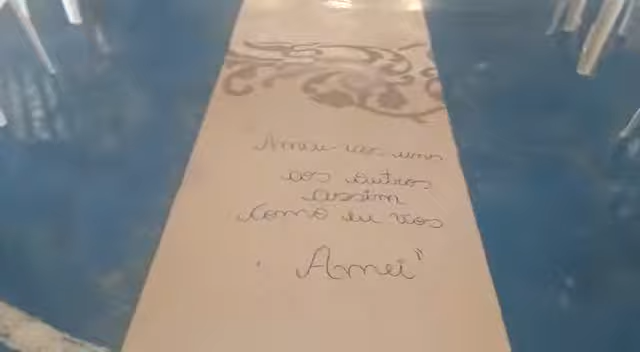 Amai-vos uns
aos outros
assim
Como eu vos
Amei"